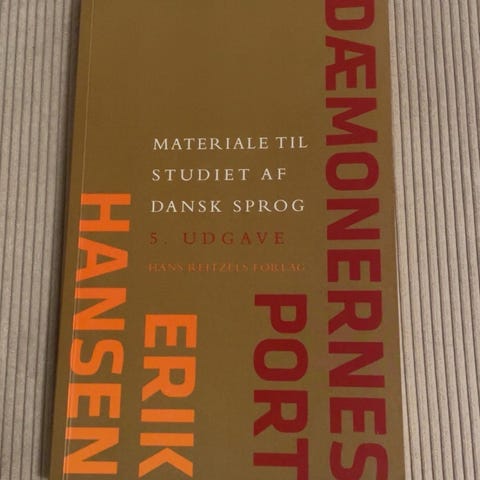 DÆMONERNES
PORT
MATERIALE TIL
STUDIET AF
DANSK SPROG
5. UDGAVE
HANS REITZELS FORLAG
ERIK
HANSEN